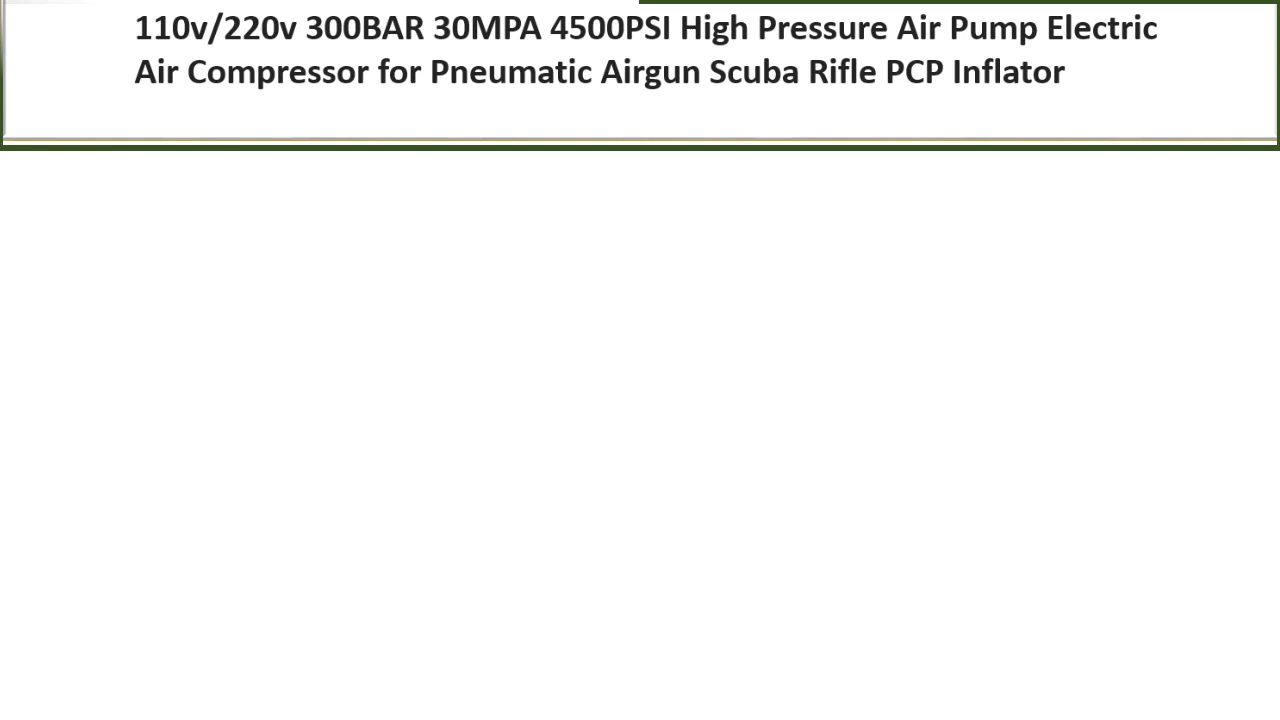 110v/220v 300BAR 30MPA 4500PSI High Pressure Air Pump Electric
Air Compressor for Pneumatic Airgun Scuba Rifle PCP Inflator